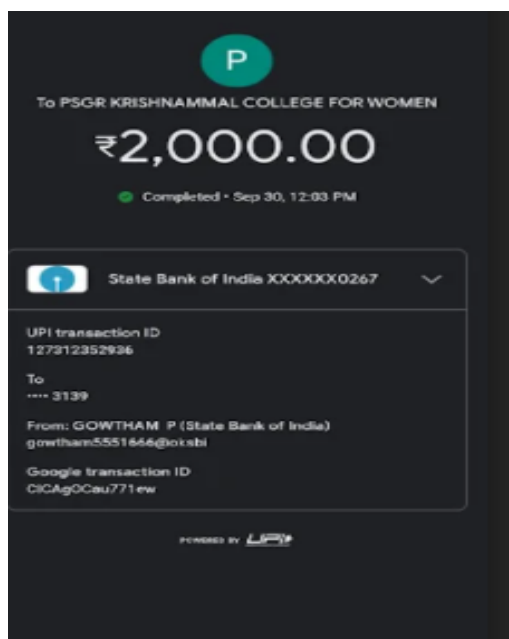 P
To PSGR KRISHNAMMAL COLLEGE FOR WOMEN
₹2,000.00
Completed • Sep 30, 12:03 PM
State Bank of India XXXXXX0267
UPI transaction ID
127312352936
To
•••• 3139
From: GOWTHAM P (State Bank of India)
gowtham5551666@oksbi
Google transaction ID
CICAgOCau771ew
POWERED BY UPI